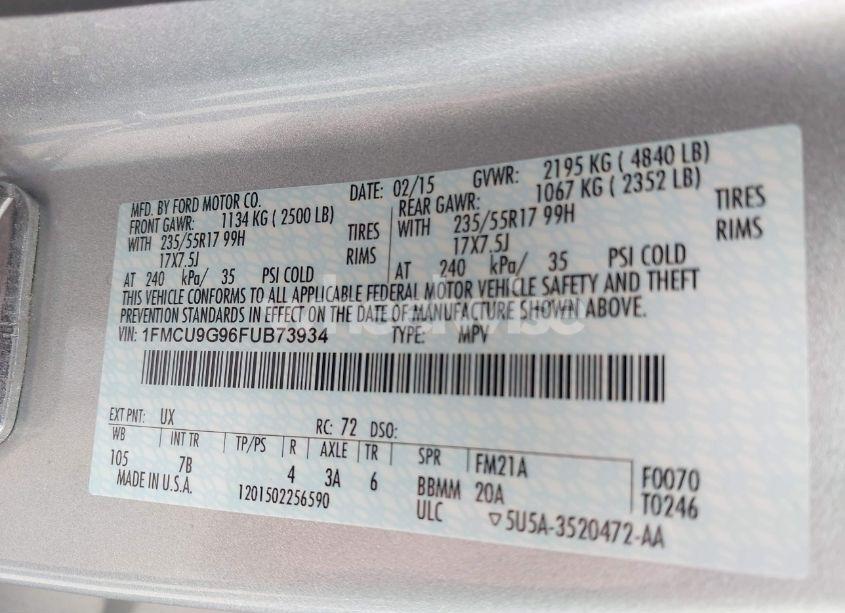 MFD. BY FORD MOTOR CO. DATE: 02/15 GVWR: 2195 KG ( 4840 LB)
FRONT GAWR: 1134 KG ( 2500 LB) REAR GAWR: 1067 KG ( 2352 LB)
WITH 235/55R17 99H TIRES WITH 235/55R17 99H TIRES
17X7.5J RIMS 17X7.5J RIMS
AT 240 kPa/ 35 PSI COLD AT 240 kPa/ 35 PSI COLD
THIS VEHICLE CONFORMS TO ALL APPLICABLE FEDERAL MOTOR VEHICLE SAFETY AND THEFT
PREVENTION STANDARDS IN EFFECT ON THE DATE OF MANUFACTURE SHOWN ABOVE.
VIN: 1FMCU9G96FUB73934 TYPE: MPV
EXT PNT: UX RC: 72 DSO:
WB INT TR TP/PS R AXLE TR SPR FM21A F0070
105 7B 4 3A 6 BBMM 20A T0246
MADE IN U.S.A. 1201502256590 ULC 5U5A-3520472-AA